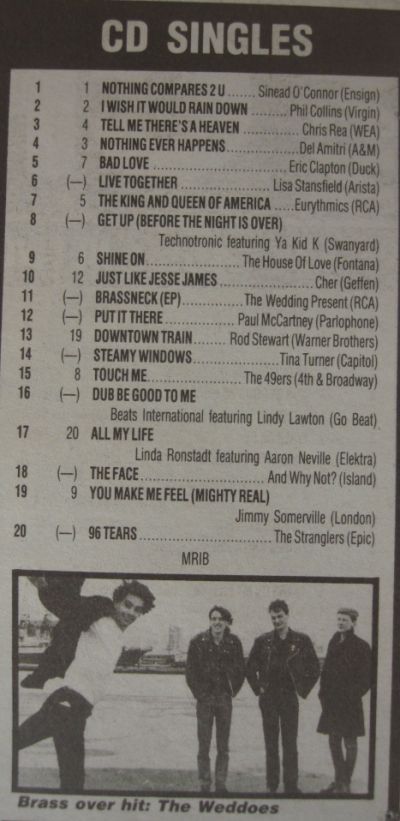 CD SINGLES
1 1 NOTHING COMPARES 2 U ....... Sinead O'Connor (Ensign)
2 2 I WISH IT WOULD RAIN DOWN .......... Phil Collins (Virgin)
3 4 TELL ME THERE'S A HEAVEN ............. Chris Rea (WEA)
4 3 NOTHING EVER HAPPENS ............. Del Amitri (A&M)
5 7 BAD LOVE ............................ Eric Clapton (Duck)
6 (—) LIVE TOGETHER ....................... Lisa Stansfield (Arista)
7 5 THE KING AND QUEEN OF AMERICA ..... Eurythmics (RCA)
8 (—) GET UP (BEFORE THE NIGHT IS OVER)
Technotronic featuring Ya Kid K (Swanyard)
9 6 SHINE ON ...................... The House Of Love (Fontana)
10 12 JUST LIKE JESSE JAMES .................... Cher (Geffen)
11 (—) BRASSNECK (EP) ............... The Wedding Present (RCA)
12 (—) PUT IT THERE ............... Paul McCartney (Parlophone)
13 19 DOWNTOWN TRAIN ....... Rod Stewart (Warner Brothers)
14 (—) STEAMY WINDOWS ................ Tina Turner (Capitol)
15 8 TOUCH ME ..................... The 49ers (4th & Broadway)
16 (—) DUB BE GOOD TO ME
Beats International featuring Lindy Lawton (Go Beat)
17 20 ALL MY LIFE
Linda Ronstadt featuring Aaron Neville (Elektra)
18 (—) THE FACE ...................... And Why Not? (Island)
19 9 YOU MAKE ME FEEL (MIGHTY REAL)
Jimmy Somerville (London)
20 (—) 96 TEARS ........................ The Stranglers (Epic)
MRIB
Brass over hit: The Weddoes